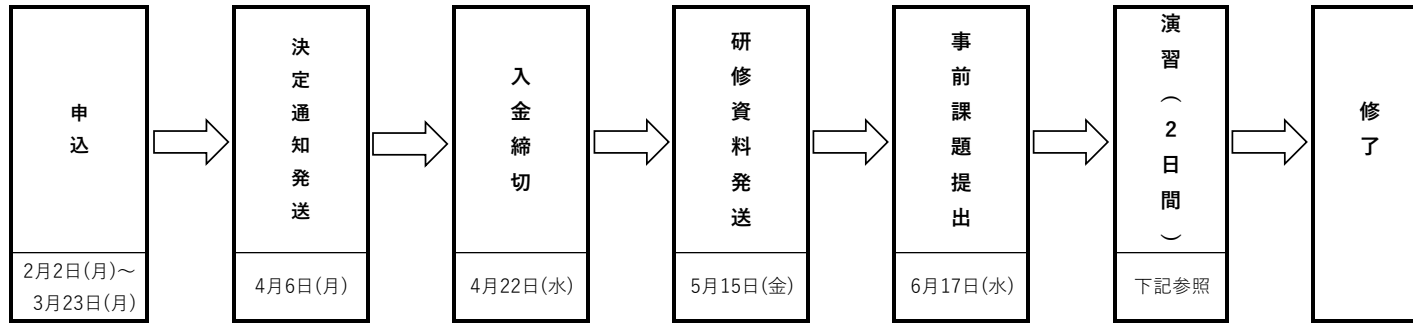 申込
2月2日(月)～
3月23日(月)
決定通知発送
4月6日(月)
入金締切
4月22日(水)
研修資料発送
5月15日(金)
事前課題提出
6月17日(水)
演習（2日間）
下記参照
修了